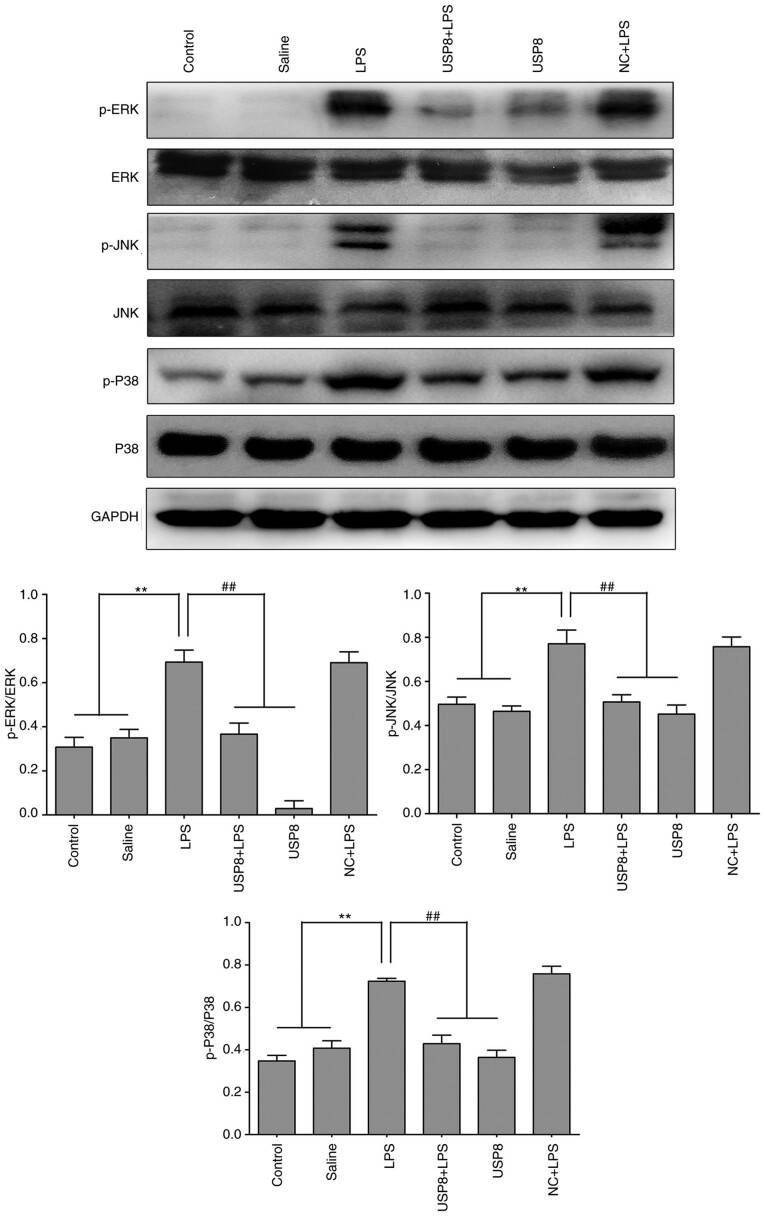 Control Saline LPS USP8+LPS USP8 NC+LPS
p-ERK
ERK
p-JNK
JNK
p-P38
P38
GAPDH
** ##
1.0
0.8
0.6
0.4
0.2
0.0
p-ERK/ERK
Control Saline LPS USP8+LPS USP8 NC+LPS
** ##
1.0
0.8
0.6
0.4
0.2
0.0
p-JNK/JNK
Control Saline LPS USP8+LPS USP8 NC+LPS
** ##
1.0
0.8
0.6
0.4
0.2
0.0
p-P38/P38
Control Saline LPS USP8+LPS USP8 NC+LPS